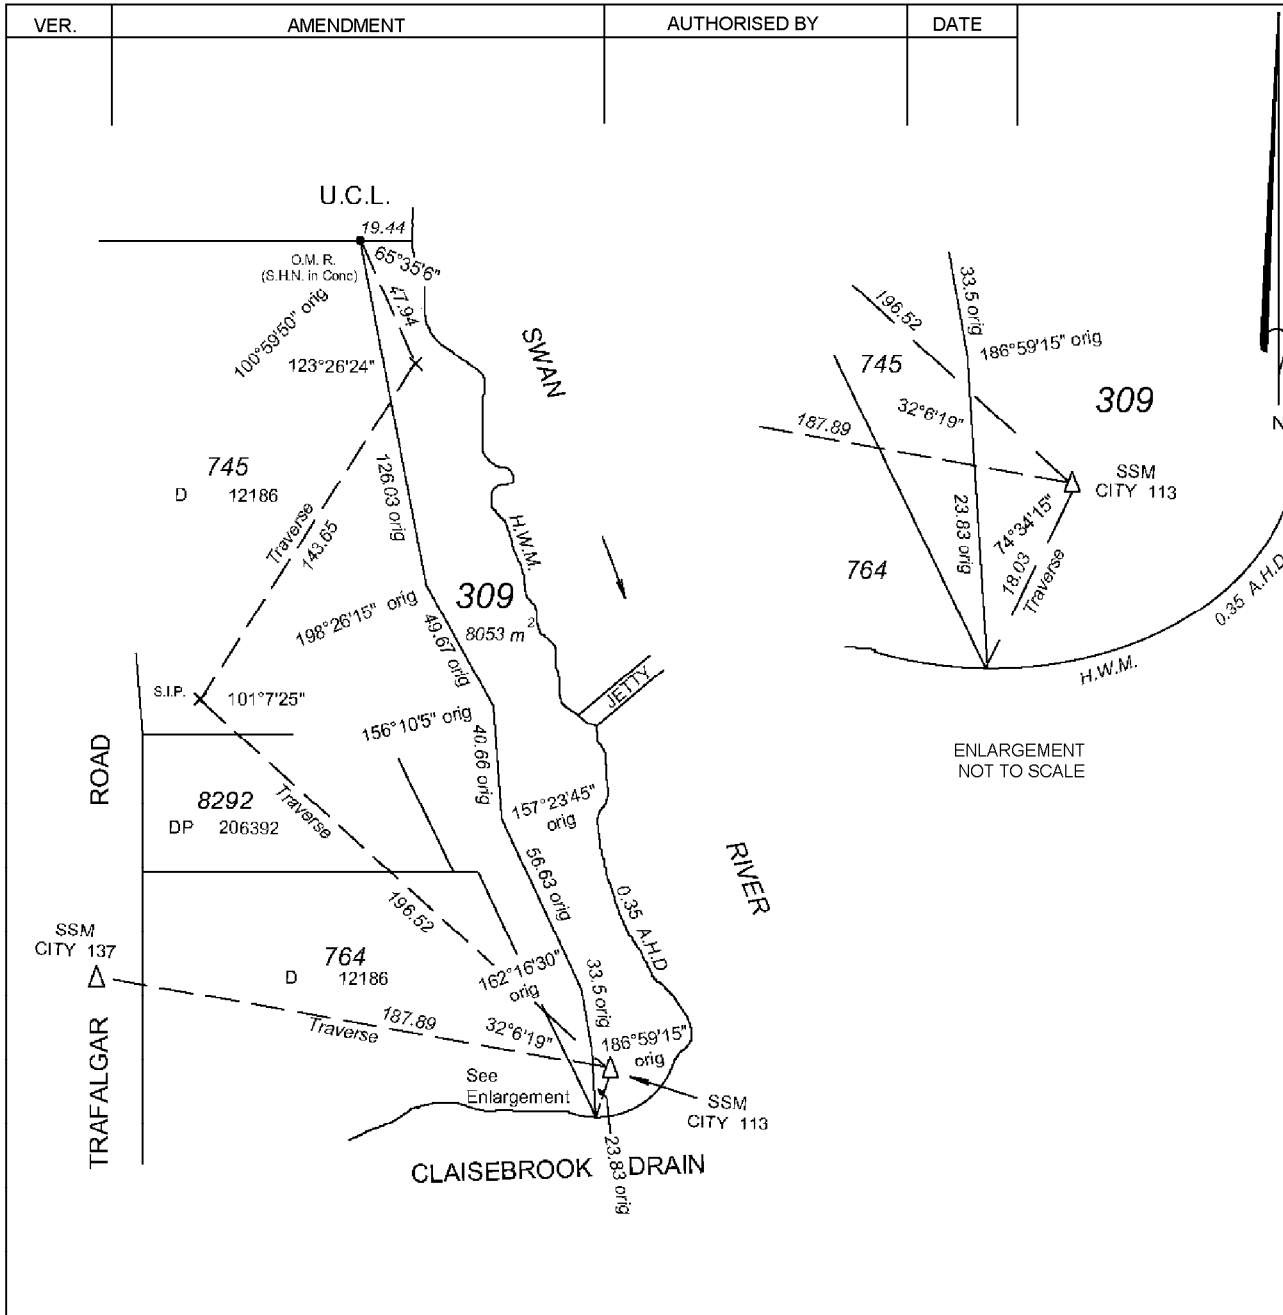 VER.
AMENDMENT
AUTHORISED BY
DATE
U.C.L.
19.44
O.M. R.
(S.H.N. in Conc)
65°35'6"
47.94
100°59'50" orig
123°26'24"
SWAN
745
D 12186
126.03 orig
Traverse
143.65
H.W.M.
309
8053 m²
198°26'15" orig
49.67 orig
JETTY
S.I.P.
101°7'25"
156°10'5" orig
40.66 orig
ROAD
8292
DP 206392
Traverse
157°23'45"
orig
56.63 orig
RIVER
196.52
0.35 A.H.D
SSM
CITY 137
764
D 12186
162°16'30"
orig
33.5 orig
187.89
Traverse
32°6'19"
186°59'15"
orig
TRAFALGAR
See
Enlargement
SSM
CITY 113
23.83 orig
CLAISEBROOK DRAIN
33.5 orig
196.52
186°59'15" orig
745
32°6'19"
309
187.89
SSM
CITY 113
N
23.83 orig
74°34'15"
18.03
Traverse
764
0.35 A.H.D
H.W.M.
ENLARGEMENT
NOT TO SCALE